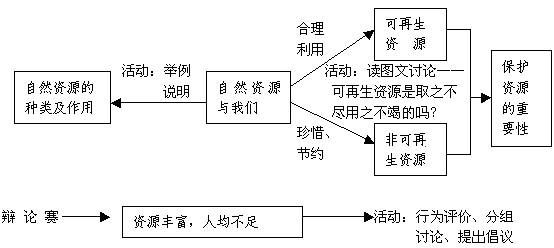 合理
利用
可再生
资 源
自然资源的
种类及作用
活动：举例
说明
自然资源
与我们
活动：读图文讨论——
可再生资源是取之不
尽用之不竭的吗？
保护
资源
的重
要性
珍惜、
节约
非可再
生资源
辩 论 赛
资源丰富，人均不足
活动：行为评价、分组
讨论、提出倡议